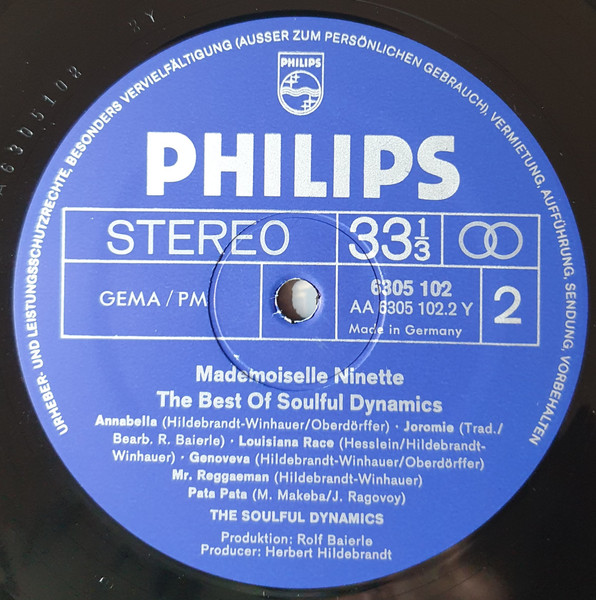 URHEBER- UND LEISTUNGSSCHUTZRECHTE, BESONDERS VERVIELFÄLTIGUNG (AUSSER ZUM PERSÖNLICHEN GEBRAUCH), VERMIETUNG, AUFFÜHRUNG, SENDUNG, VORBEHALTEN
PHILIPS
PHILIPS
STEREO 33⅓
GEMA/PM 6305 102 2
AA 6305 102.2 Y
Made in Germany
Mademoiselle Ninette
The Best Of Soulful Dynamics
Annabella (Hildebrandt-Winhauer/Oberdörffer) · Joromie (Trad./
Bearb. R. Baierle) · Louisiana Race (Hesslein/Hildebrandt-
Winhauer) · Genoveva (Hildebrandt-Winhauer/Oberdörffer)
Mr. Reggaeman (Hildebrandt-Winhauer)
Pata Pata (M. Makeba/J. Ragovoy)
THE SOULFUL DYNAMICS
Produktion: Rolf Baierle
Producer: Herbert Hildebrandt